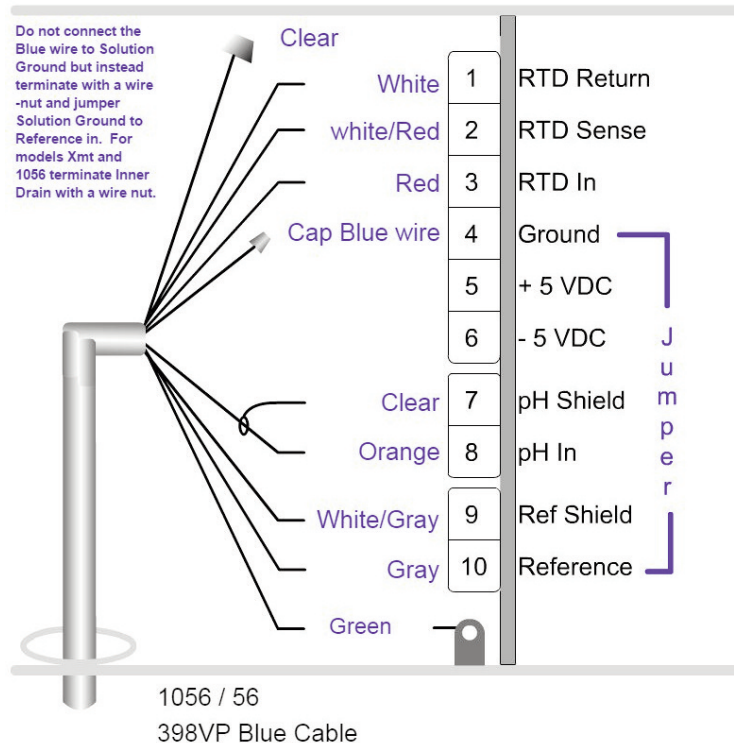 Do not connect the
Blue wire to Solution
Ground but instead
terminate with a wire
-nut and jumper
Solution Ground to
Reference in. For
models Xmt and
1056 terminate Inner
Drain with a wire nut.
Clear
White 1 RTD Return
white/Red 2 RTD Sense
Red 3 RTD In
Cap Blue wire 4 Ground
5 + 5 VDC
6 - 5 VDC
Jumper
Clear 7 pH Shield
Orange 8 pH In
White/Gray 9 Ref Shield
Gray 10 Reference
Green
1056 / 56
398VP Blue Cable